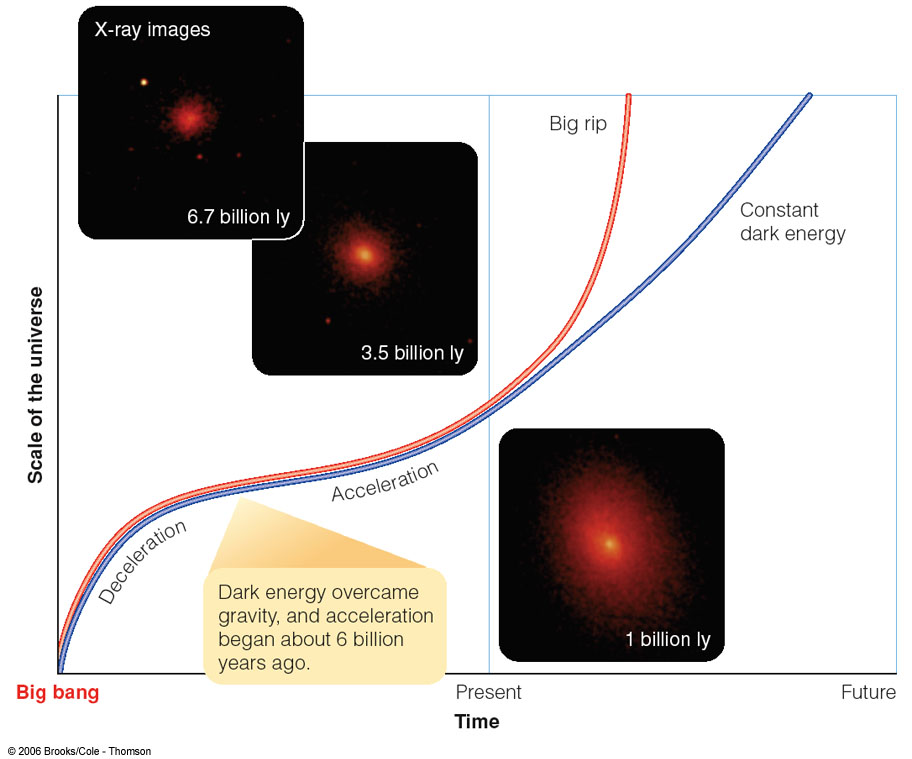 X-ray images
6.7 billion ly
3.5 billion ly
1 billion ly
Big rip
Constant
dark energy
Scale of the universe
Deceleration
Acceleration
Dark energy overcame
gravity, and acceleration
began about 6 billion
years ago.
Big bang
Present
Future
Time
© 2006 Brooks/Cole - Thomson